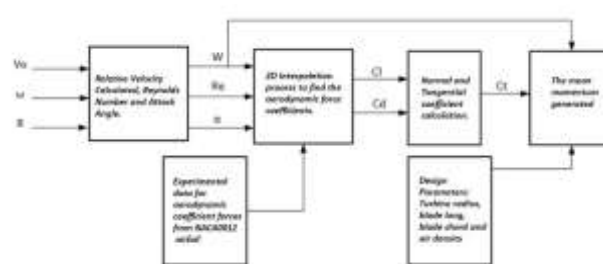 Vo
ω
W
Re
α
Relative Velocity
Calculated, Reynolds
Number and Attack
Angle.
2D Interpolation
process to find the
aerodynamic force
coefficients.
Cl
Cd
Normal and
Tangential
coefficient
calculation.
Ct
The mean
momentum
generated
Experimental
data for
aerodynamic
coefficient forces
from NACA0012
airfoil
Design
Parameters:
Turbine radius,
blade long,
blade chord and
air density